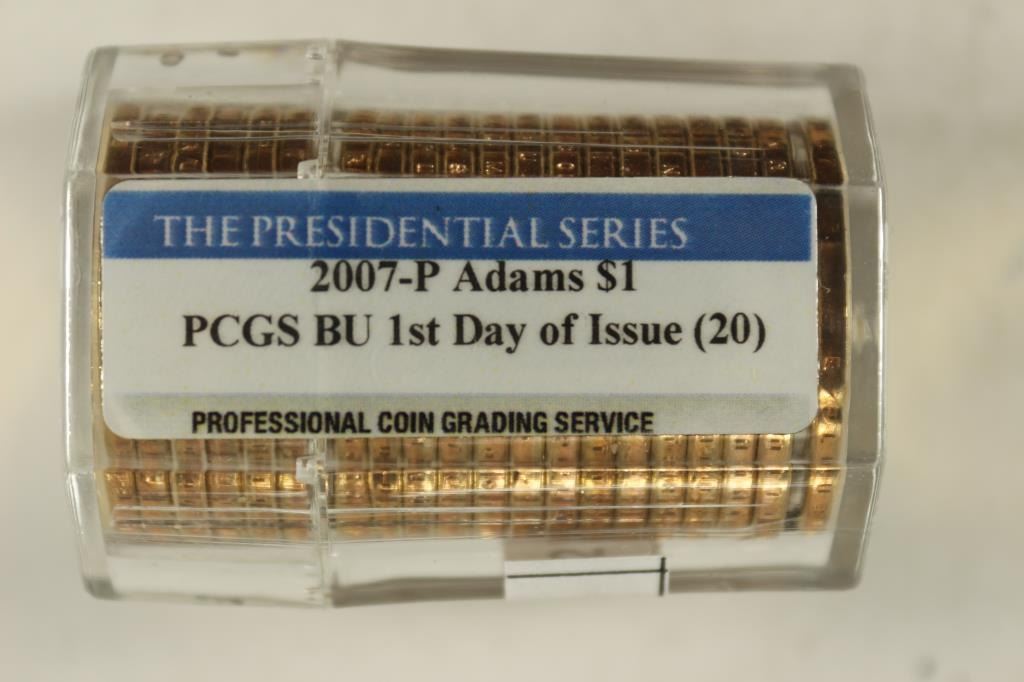 THE PRESIDENTIAL SERIES
2007-P Adams $1
PCGS BU 1st Day of Issue (20)
PROFESSIONAL COIN GRADING SERVICE